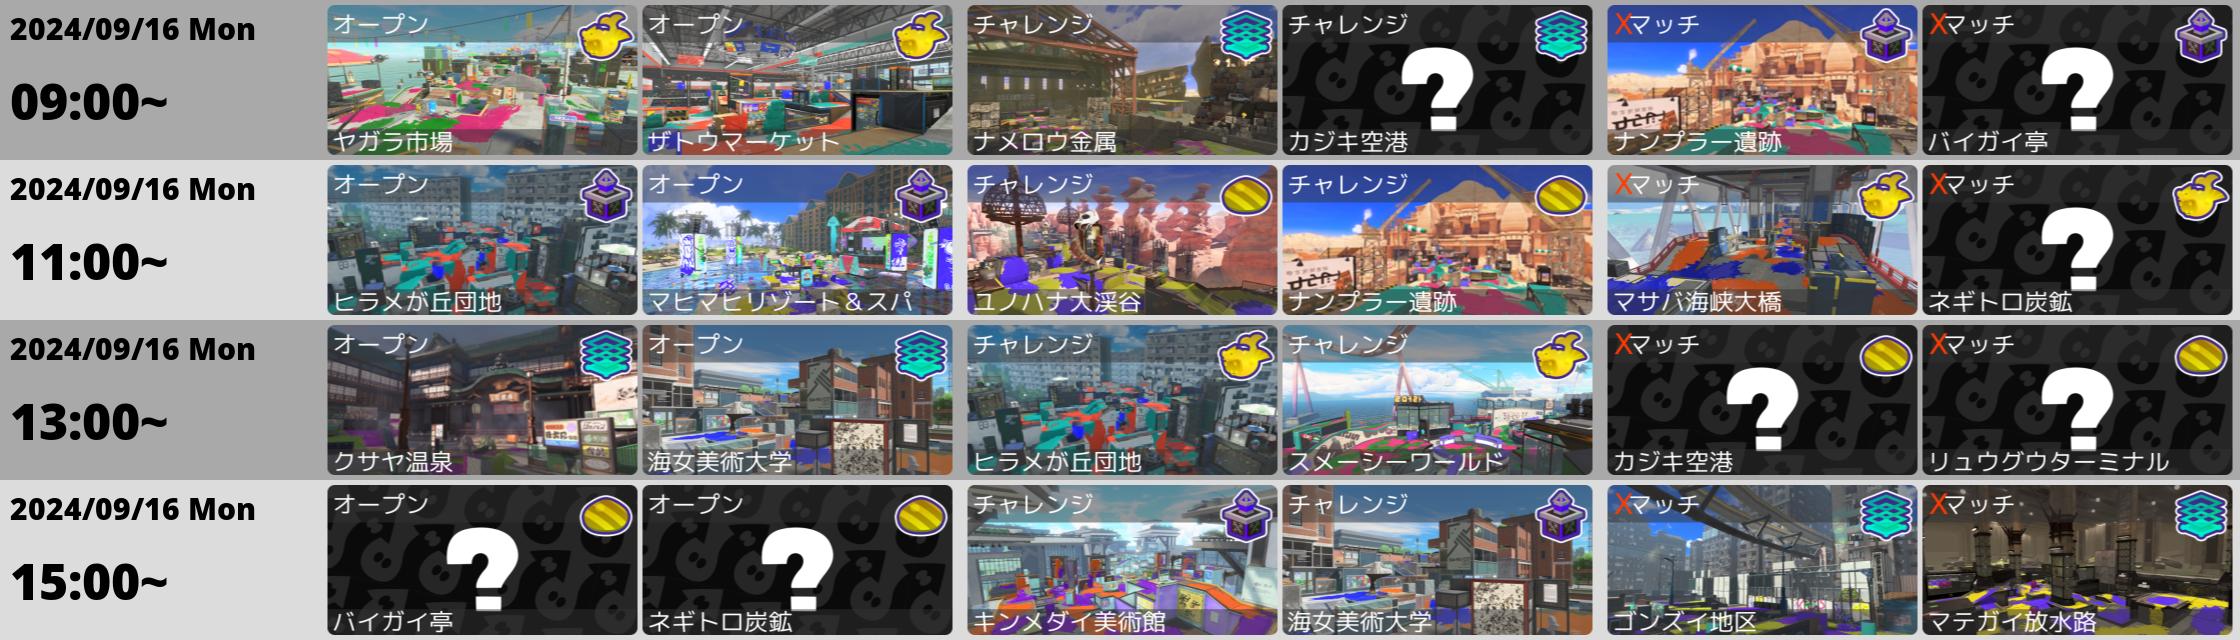 2024/09/16 Mon
09:00~
オープン
ヤガラ市場
オープン
ザトウマーケット
チャレンジ
ナメロウ金属
チャレンジ
カジキ空港
Xマッチ
ナンプラー遺跡
Xマッチ
バイガイ亭
2024/09/16 Mon
11:00~
オープン
ヒラメが丘団地
オープン
マヒマヒリゾート&スパ
チャレンジ
ユノハナ大渓谷
チャレンジ
ナンプラー遺跡
Xマッチ
マサバ海峡大橋
Xマッチ
ネギトロ炭鉱
2024/09/16 Mon
13:00~
オープン
クサヤ温泉
オープン
海女美術大学
チャレンジ
ヒラメが丘団地
チャレンジ
スメーシーワールド
Xマッチ
カジキ空港
Xマッチ
リュウグウターミナル
2024/09/16 Mon
15:00~
オープン
バイガイ亭
オープン
ネギトロ炭鉱
チャレンジ
キンメダイ美術館
チャレンジ
海女美術大学
Xマッチ
ゴンズイ地区
Xマッチ
マテガイ放水路